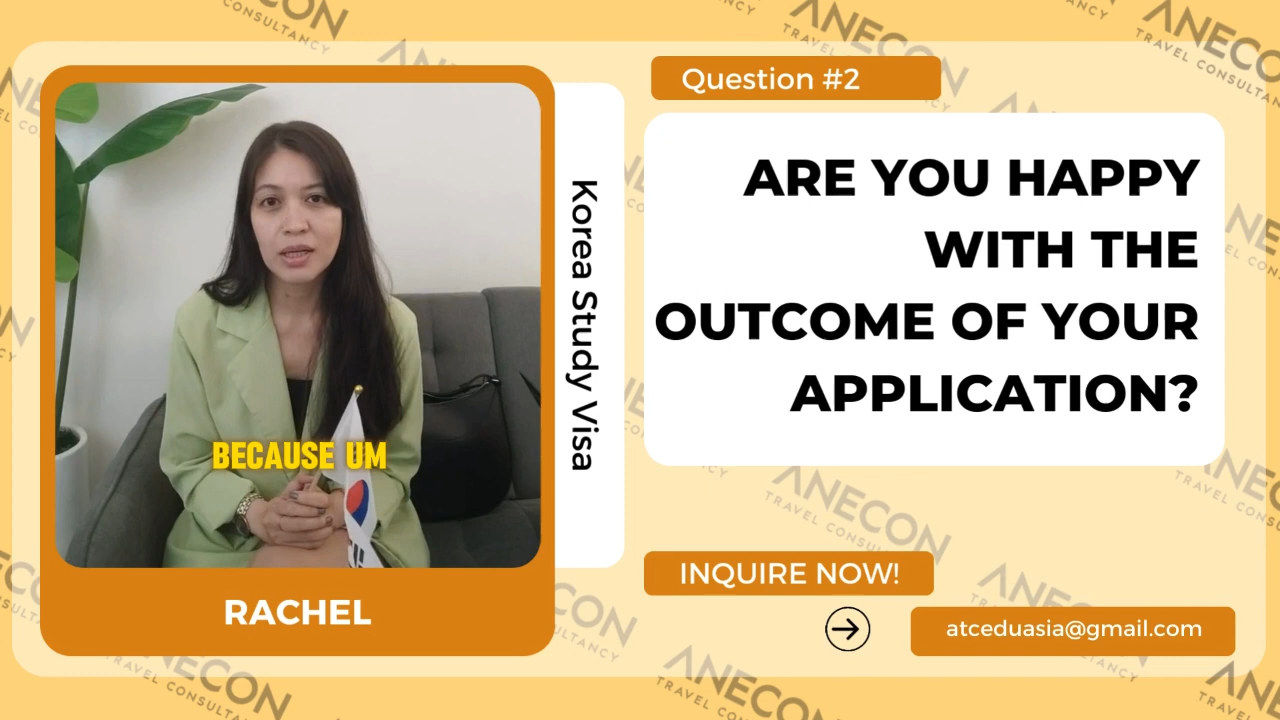 Question #2
ARE YOU HAPPY
WITH THE
OUTCOME OF YOUR
APPLICATION?
Korea Study Visa
BECAUSE UM
RACHEL
INQUIRE NOW!
atceduasia@gmail.com
ANECON
TRAVEL CONSULTANCY